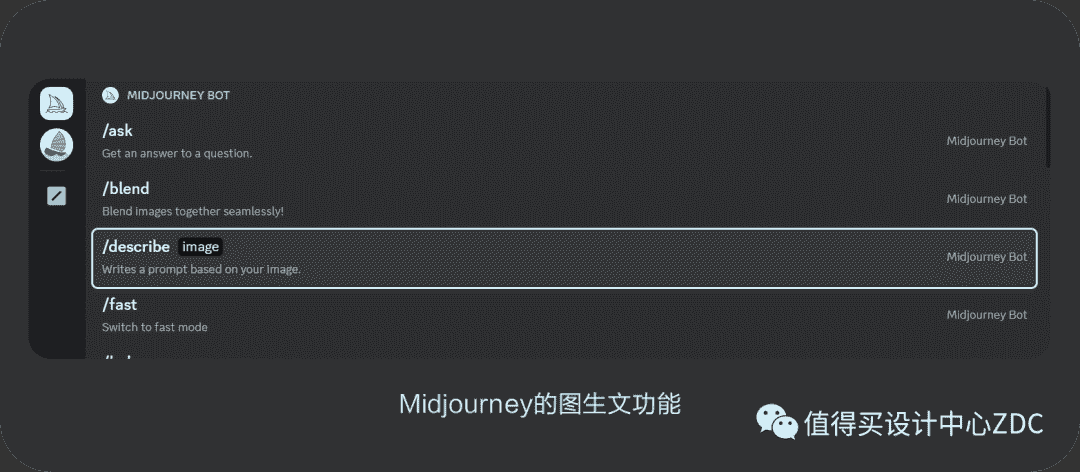 MIDJOURNEY BOT
/ask
Get an answer to a question.
Midjourney Bot
/blend
Blend images together seamlessly!
Midjourney Bot
/describe image
Writes a prompt based on your image.
Midjourney Bot
/fast
Switch to fast mode
Midjourney Bot
Midjourney的图生文功能
值得买设计中心ZDC